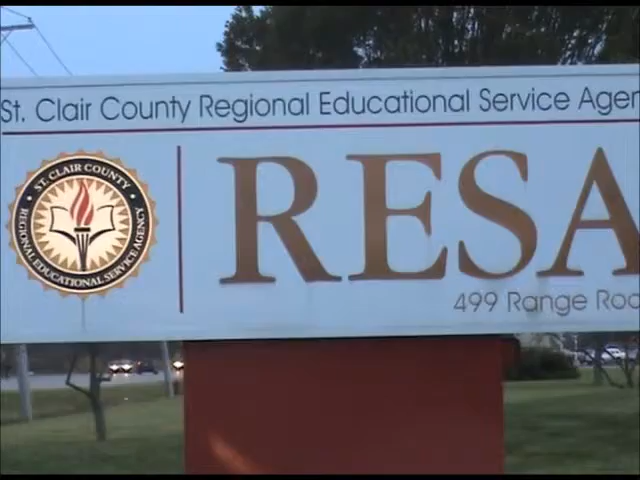 St. Clair County Regional Educational Service Agen
RESA
499 Range Roa
ST. CLAIR COUNTY
REGIONAL EDUCATIONAL SERVICE AGENCY